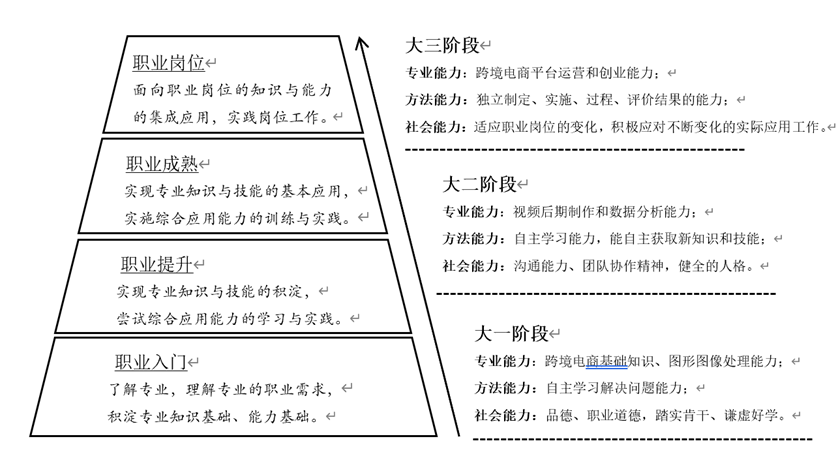 职业岗位
面向职业岗位的知识与能力
的集成应用，实践岗位工作。
职业成熟
实现专业知识与技能的基本应用，
实施综合应用能力的训练与实践。
职业提升
实现专业知识与技能的积淀，
尝试综合应用能力的学习与实践。
职业入门
了解专业，理解专业的职业需求，
积淀专业知识基础、能力基础。
大三阶段
专业能力：跨境电商平台运营和创业能力；
方法能力：独立制定、实施、过程、评价结果的能力；
社会能力：适应职业岗位的变化，积极应对不断变化的实际应用工作。
大二阶段
专业能力：视频后期制作和数据分析能力；
方法能力：自主学习能力，能自主获取新知识和技能；
社会能力：沟通能力、团队协作精神，健全的人格。
大一阶段
专业能力：跨境电商基础知识、图形图像处理能力；
方法能力：自主学习解决问题能力；
社会能力：品德、职业道德，踏实肯干、谦虚好学。